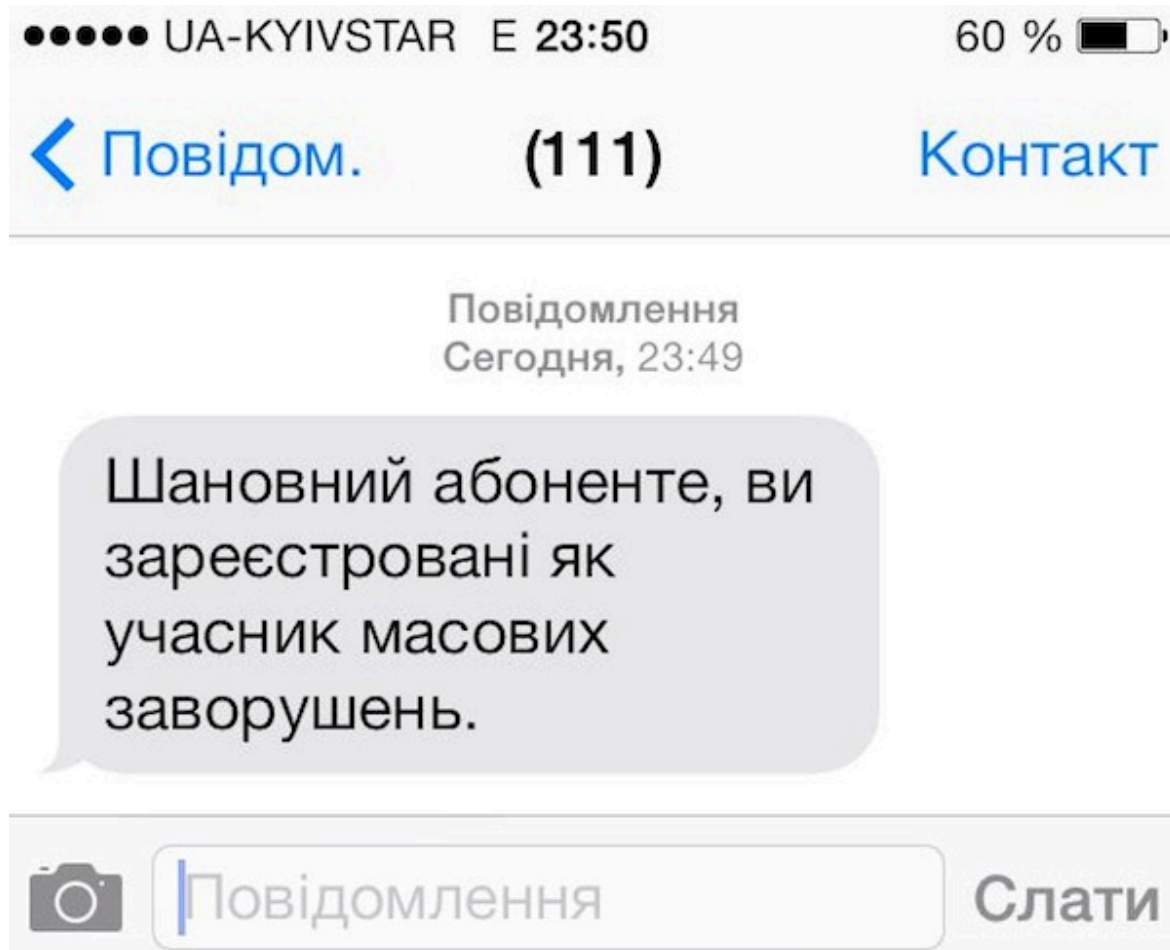 UA-KYIVSTAR E 23:50 60 %
Повідом. (111) Контакт
Повідомлення
Сегодня, 23:49
Шановний абоненте, ви
зареєстровані як
учасник масових
заворушень.
Повідомлення Слати